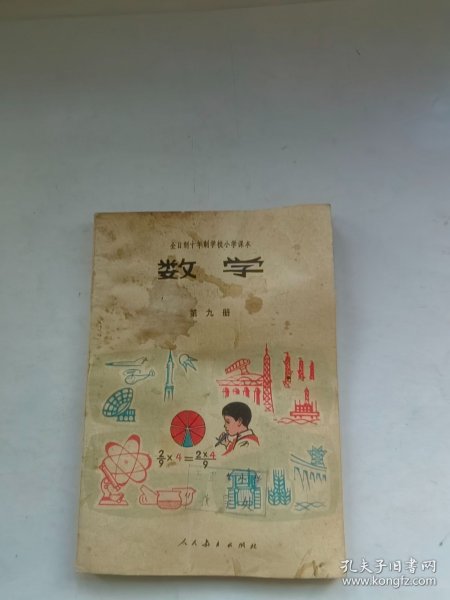 全日制十年制学校小学课本
数学
第九册
2/9 × 4 = 2×4/9
人民教育出版社
孔夫子旧书网
www.kongfz.com